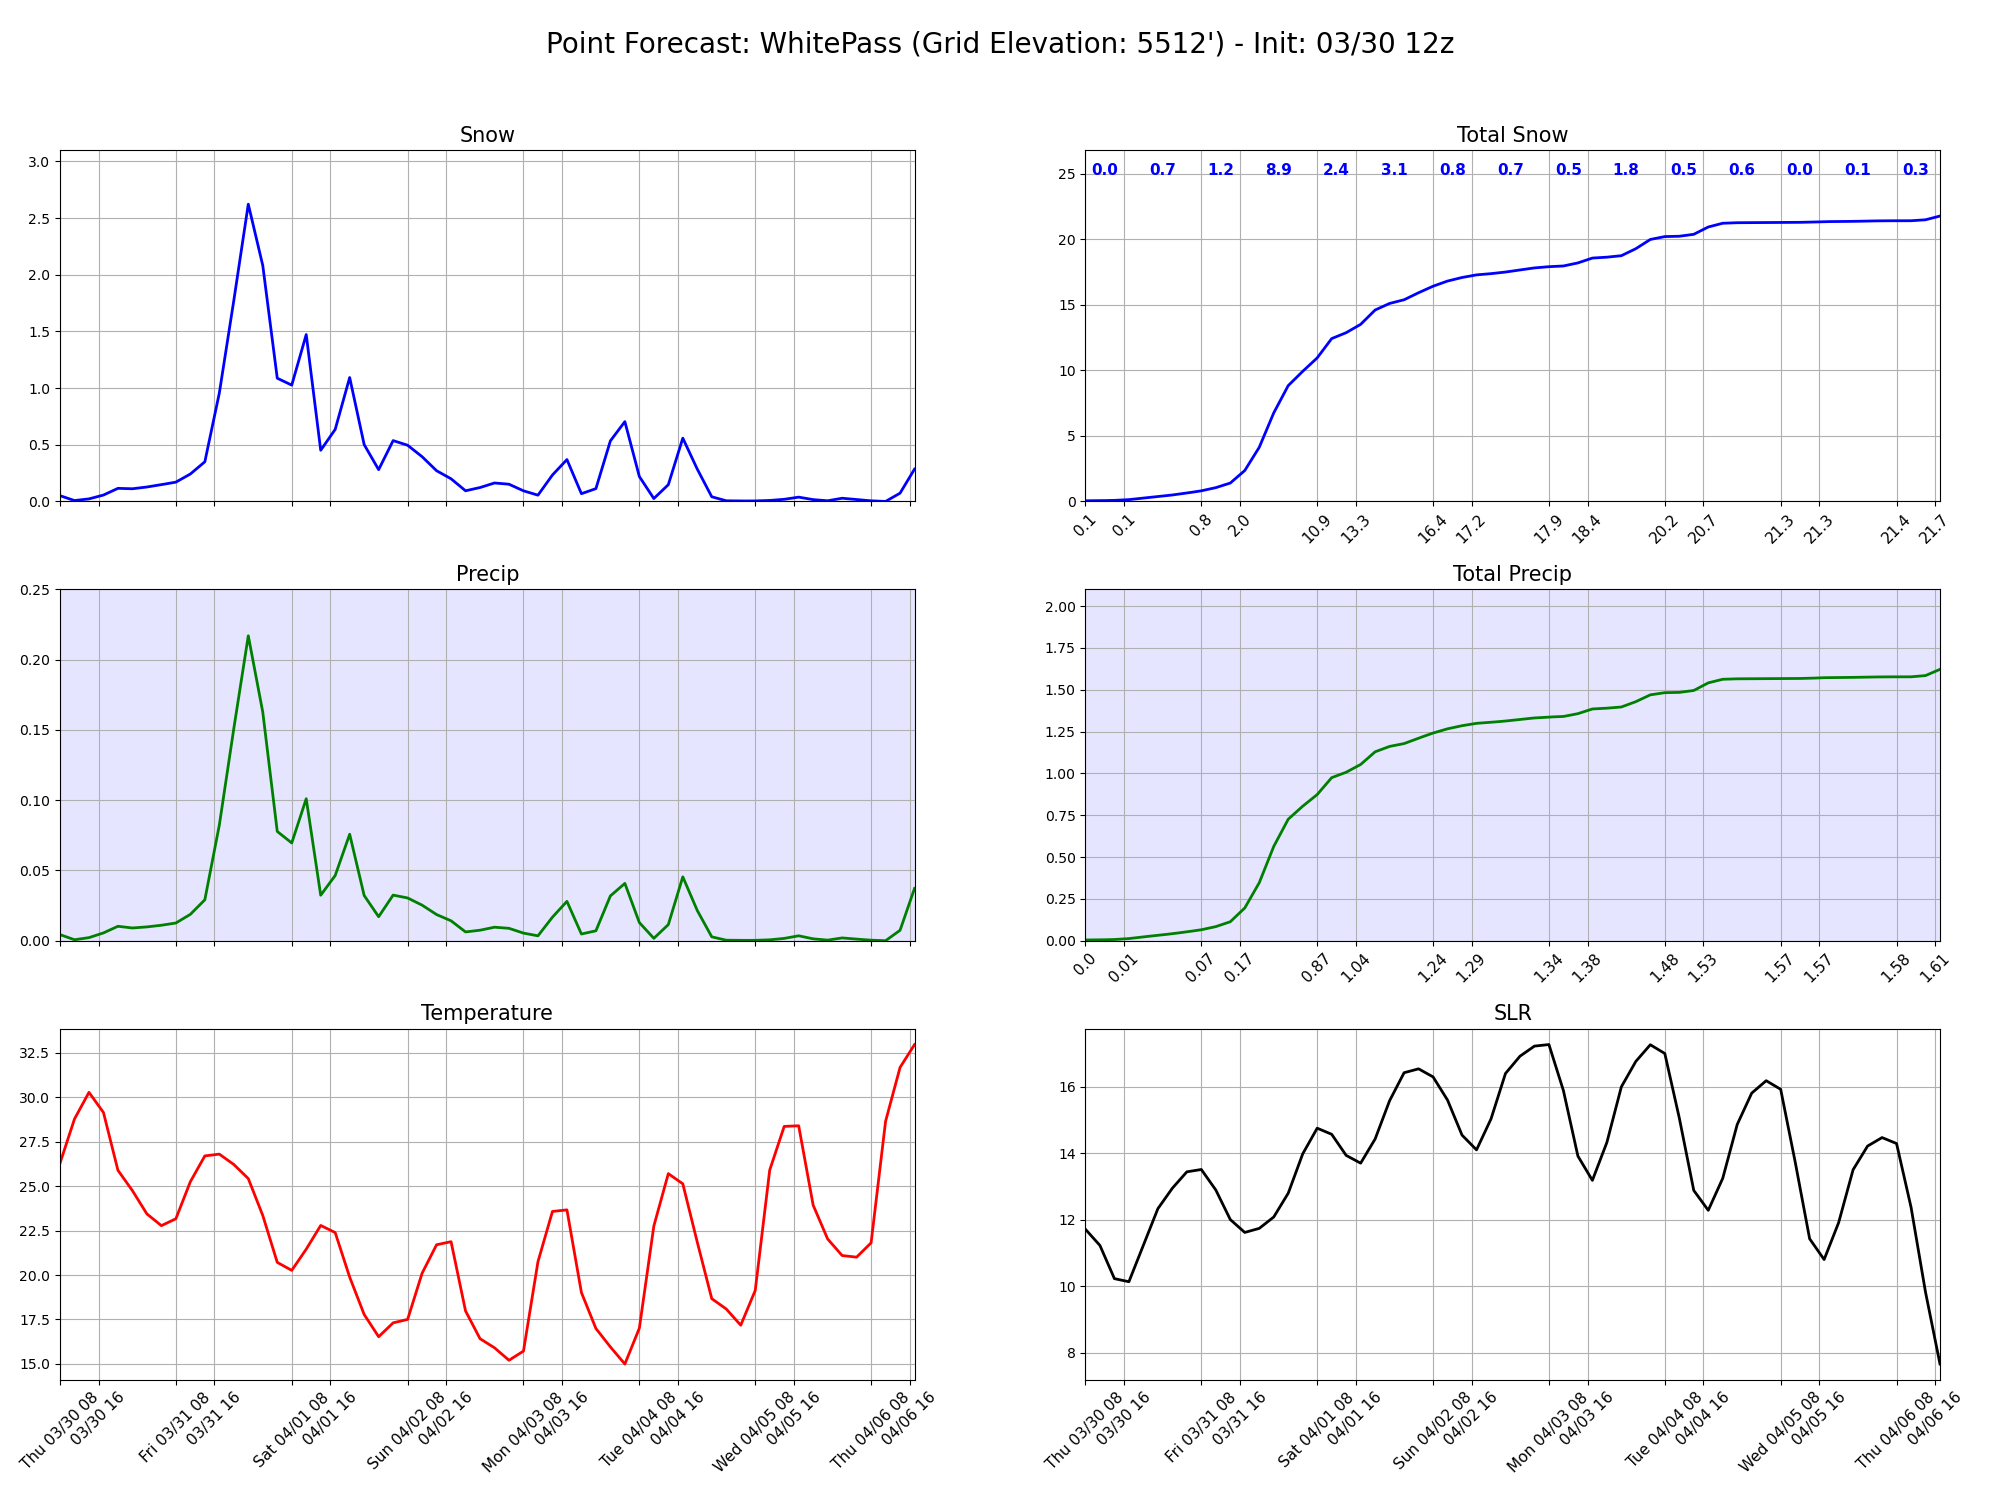 Point Forecast: WhitePass (Grid Elevation: 5512') - Init: 03/30 12z
Snow
3.0
2.5
2.0
1.5
1.0
0.5
0.0
Total Snow
0.0 0.7 1.2 8.9 2.4 3.1 0.8 0.7 0.5 1.8 0.5 0.6 0.0 0.1 0.3
25
20
15
10
5
0
0.1 0.1 0.8 2.0 10.9 13.3 16.4 17.2 17.9 18.4 20.2 20.7 21.3 21.3 21.4 21.7
Precip
0.25
0.20
0.15
0.10
0.05
0.00
Total Precip
2.00
1.75
1.50
1.25
1.00
0.75
0.50
0.25
0.00
0.0 0.01 0.07 0.17 0.87 1.04 1.24 1.29 1.34 1.38 1.48 1.53 1.57 1.57 1.58 1.61
Temperature
32.5
30.0
27.5
25.0
22.5
20.0
17.5
15.0
Thu 03/30 08
03/30 16
Fri 03/31 08
03/31 16
Sat 04/01 08
04/01 16
Sun 04/02 08
04/02 16
Mon 04/03 08
04/03 16
Tue 04/04 08
04/04 16
Wed 04/05 08
04/05 16
Thu 04/06 08
04/06 16
SLR
16
14
12
10
8
Thu 03/30 08
03/30 16
Fri 03/31 08
03/31 16
Sat 04/01 08
04/01 16
Sun 04/02 08
04/02 16
Mon 04/03 08
04/03 16
Tue 04/04 08
04/04 16
Wed 04/05 08
04/05 16
Thu 04/06 08
04/06 16